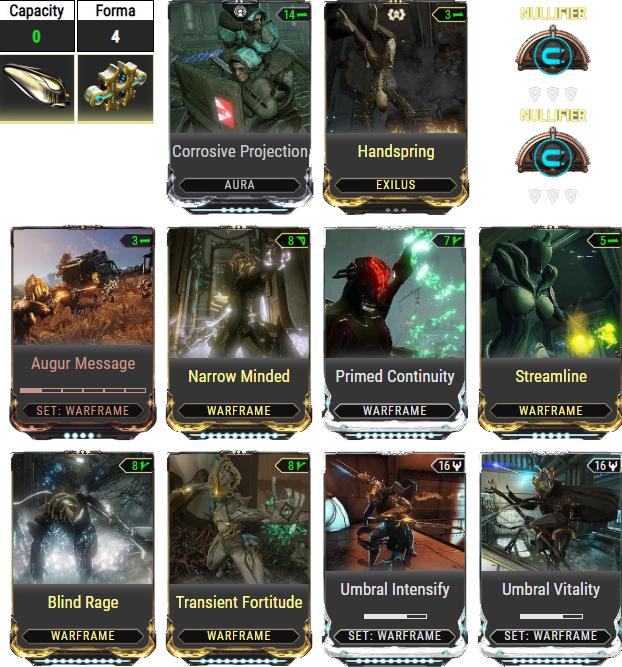 Capacity
Forma
0
4
14
Corrosive Projection
AURA
3
Handspring
EXILUS
NULLIFIER
NULLIFIER
3
Augur Message
SET: WARFRAME
8
Narrow Minded
WARFRAME
7
Primed Continuity
WARFRAME
5
Streamline
WARFRAME
8
Blind Rage
WARFRAME
8
Transient Fortitude
WARFRAME
16
Umbral Intensify
SET: WARFRAME
16
Umbral Vitality
SET: WARFRAME